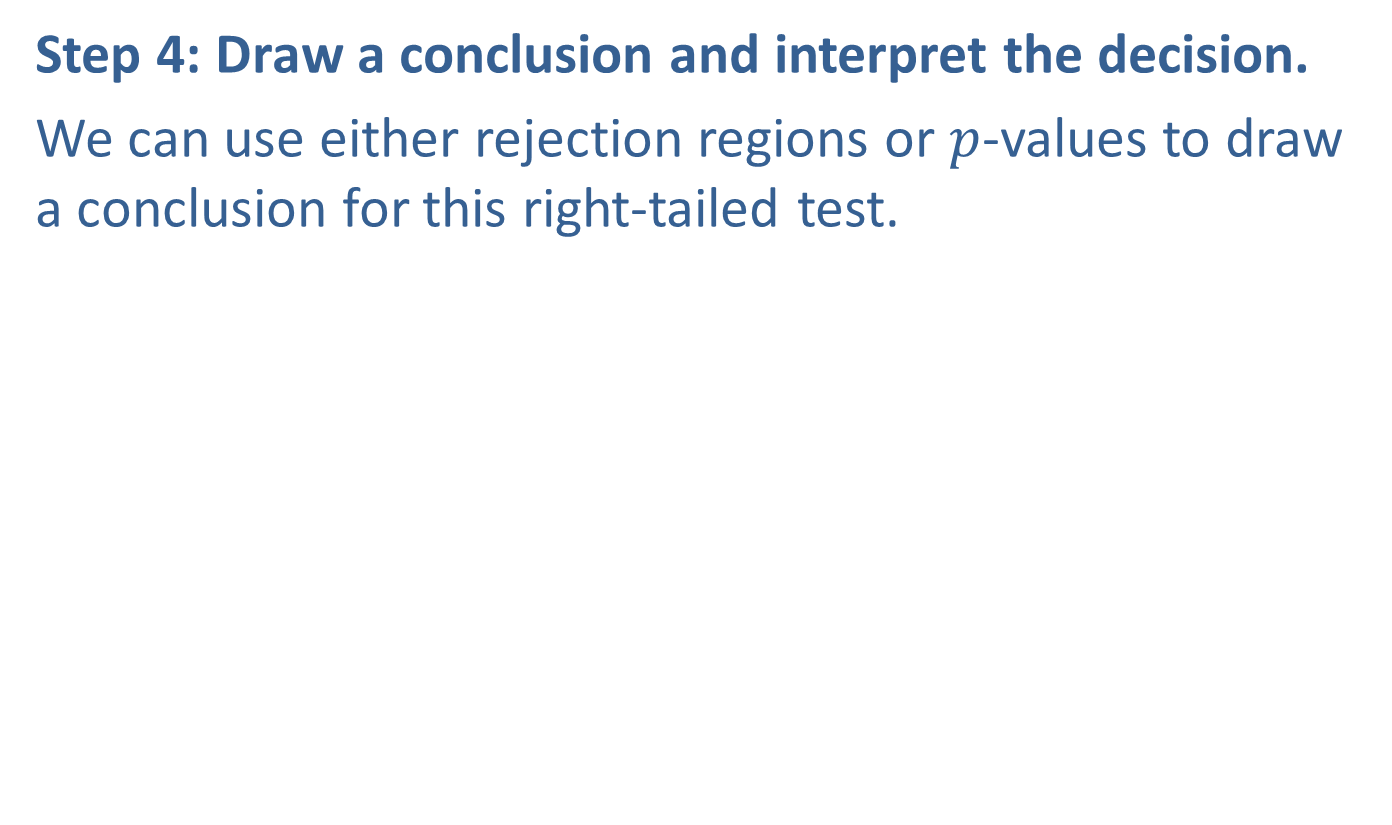 Step 4: Draw a conclusion and interpret the decision.
We can use either rejection regions or p-values to draw
a conclusion for this right-tailed test.